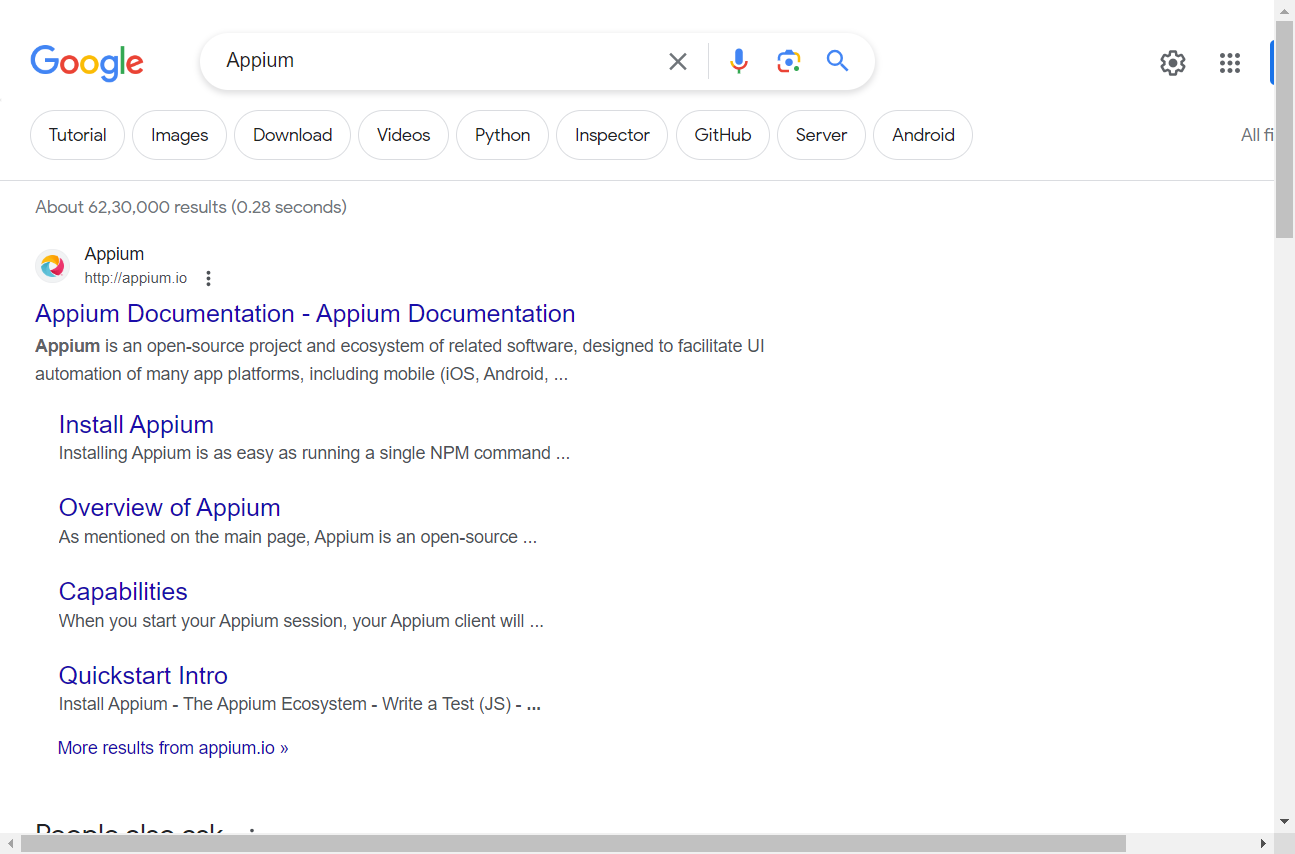 Google
Appium
Tutorial
Images
Download
Videos
Python
Inspector
GitHub
Server
Android
All fi
About 62,30,000 results (0.28 seconds)
Appium
http://appium.io
Appium Documentation - Appium Documentation
Appium is an open-source project and ecosystem of related software, designed to facilitate UI
automation of many app platforms, including mobile (iOS, Android, ...
Install Appium
Installing Appium is as easy as running a single NPM command ...
Overview of Appium
As mentioned on the main page, Appium is an open-source ...
Capabilities
When you start your Appium session, your Appium client will ...
Quickstart Intro
Install Appium - The Appium Ecosystem - Write a Test (JS) - ...
More results from appium.io »
People also ask